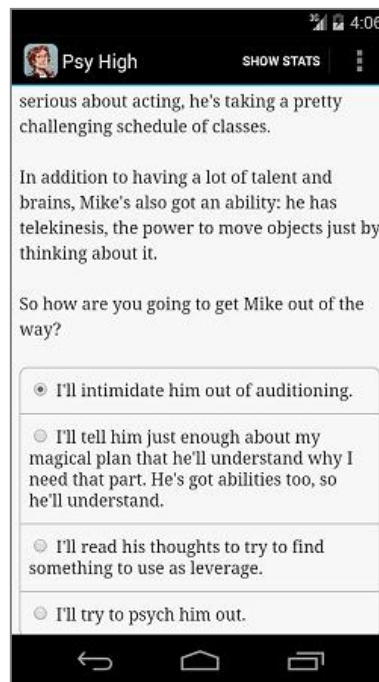 3G 4:06
Psy High SHOW STATS
serious about acting, he's taking a pretty
challenging schedule of classes.
In addition to having a lot of talent and
brains, Mike's also got an ability: he has
telekinesis, the power to move objects just by
thinking about it.
So how are you going to get Mike out of the
way?
I'll intimidate him out of auditioning.
I'll tell him just enough about my
magical plan that he'll understand why I
need that part. He's got abilities too, so
he'll understand.
I'll read his thoughts to try to find
something to use as leverage.
I'll try to psych him out.